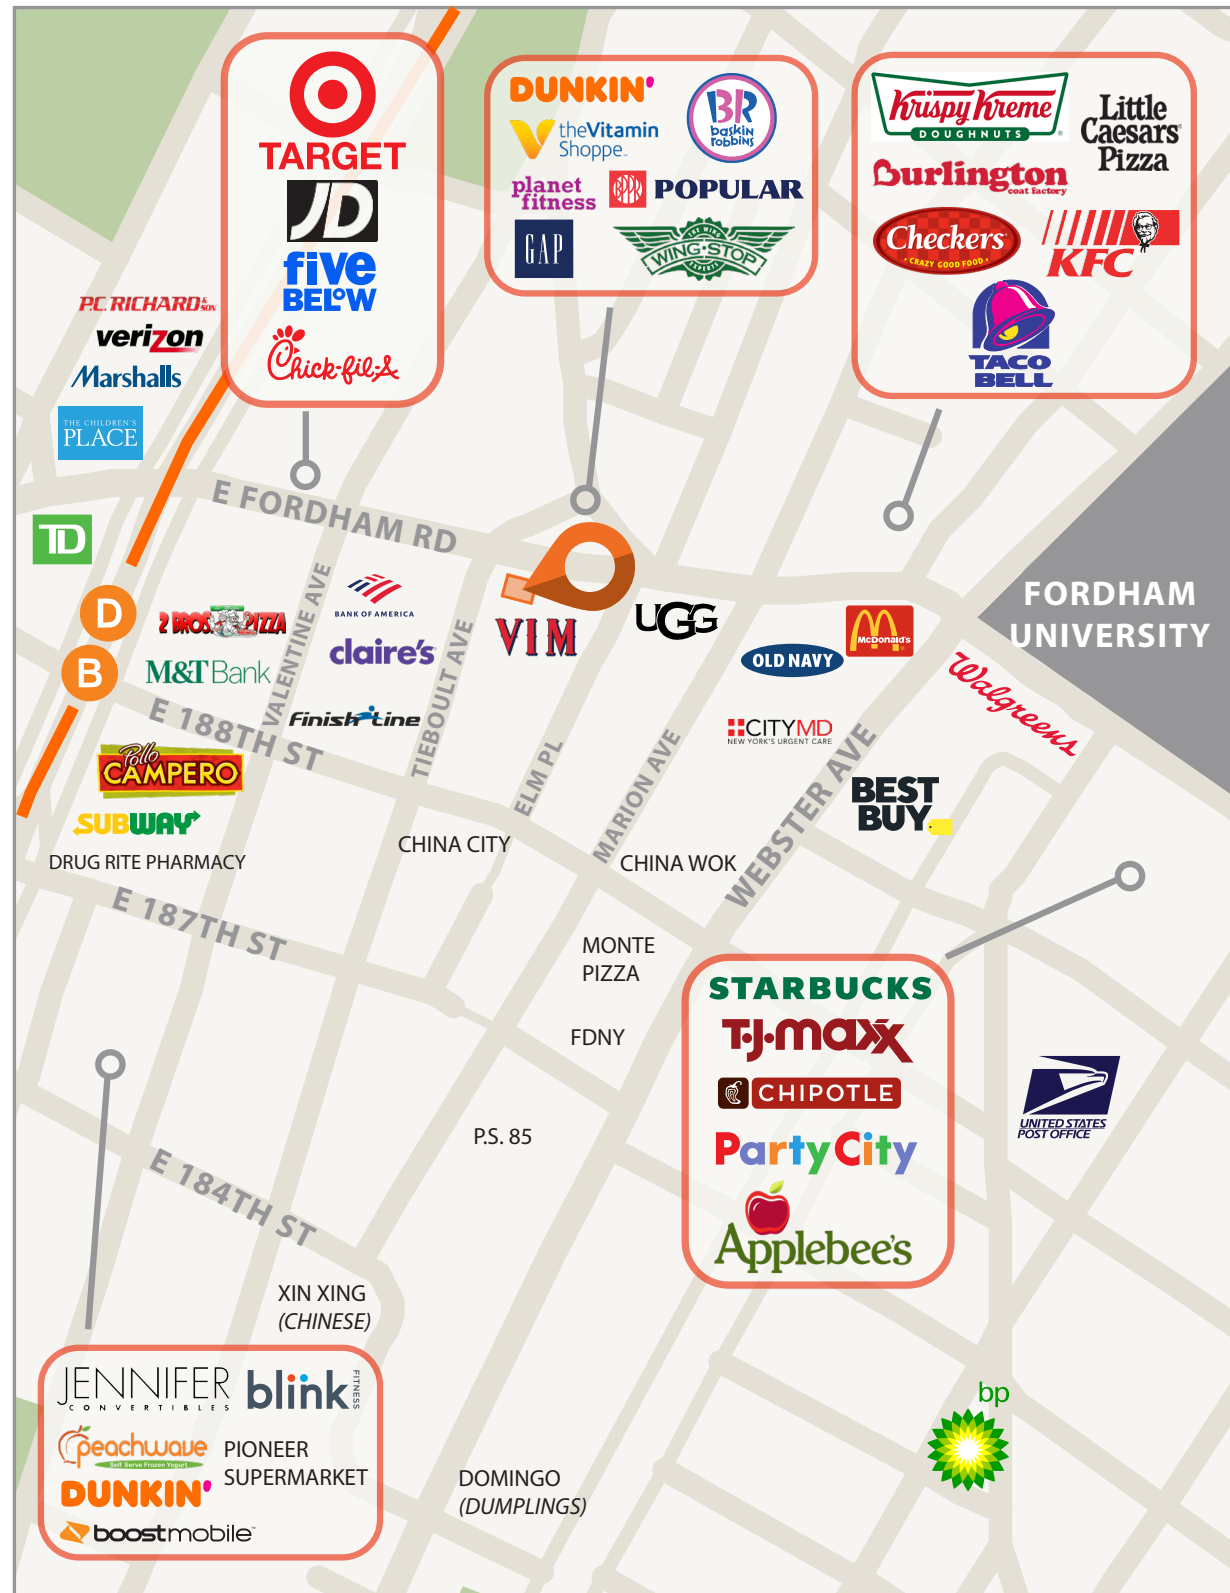 TARGET
JD
five
BELOW
Chick-fil-A
DUNKIN'
BR
baskin
robbins
theVitamin
Shoppe
planet
fitness
POPULAR
GAP
THE WING
WING·STOP
EXPERTS
Krispy Kreme
DOUGHNUTS
Little
Caesars
Pizza
Burlington
coat factory
Checkers
• CRAZY GOOD FOOD •
KFC
TACO
BELL
P.C. RICHARD & SON
verizon
Marshalls
THE CHILDREN'S
PLACE
TD
E FORDHAM RD
D
B
2 BROS. PIZZA
M&T Bank
VALENTINE AVE
BANK OF AMERICA
claire's
Finish Line
TIEBOULT AVE
VIM
UGG
OLD NAVY
McDonald's
FORDHAM
UNIVERSITY
Walgreens
E 188TH ST
Pollo
CAMPERO
SUBWAY
DRUG RITE PHARMACY
CHINA CITY
ELM PL
MARION AVE
CITYMD
NEW YORK'S URGENT CARE
WEBSTER AVE
BEST
BUY
CHINA WOK
E 187TH ST
MONTE
PIZZA
FDNY
P.S. 85
STARBUCKS
T·J·maxx
CHIPOTLE
Party City
Applebee's
UNITED STATES
POST OFFICE
E 184TH ST
XIN XING
(CHINESE)
JENNIFER
CONVERTIBLES
blink
FITNESS
peachwave
Self Serve Frozen Yogurt
PIONEER
SUPERMARKET
DUNKIN'
boostmobile
DOMINGO
(DUMPLINGS)
bp